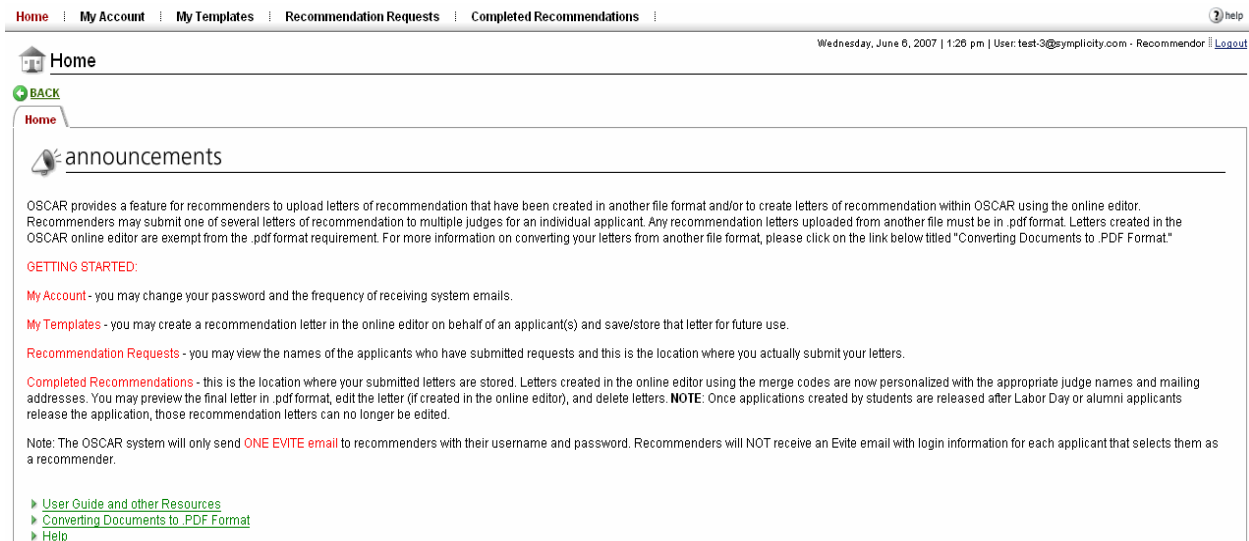 Home My Account My Templates Recommendation Requests Completed Recommendations help
Wednesday, June 6, 2007 | 1:26 pm | User: test-3@symplicity.com - Recommendor Logout
Home
BACK
Home
announcements
OSCAR provides a feature for recommenders to upload letters of recommendation that have been created in another file format and/or to create letters of recommendation within OSCAR using the online editor.
Recommenders may submit one of several letters of recommendation to multiple judges for an individual applicant. Any recommendation letters uploaded from another file must be in .pdf format. Letters created in the
OSCAR online editor are exempt from the .pdf format requirement. For more information on converting your letters from another file format, please click on the link below titled "Converting Documents to .PDF Format."
GETTING STARTED:
My Account - you may change your password and the frequency of receiving system emails.
My Templates - you may create a recommendation letter in the online editor on behalf of an applicant(s) and save/store that letter for future use.
Recommendation Requests - you may view the names of the applicants who have submitted requests and this is the location where you actually submit your letters.
Completed Recommendations - this is the location where your submitted letters are stored. Letters created in the online editor using the merge codes are now personalized with the appropriate judge names and mailing
addresses. You may preview the final letter in .pdf format, edit the letter (if created in the online editor), and delete letters. NOTE: Once applications created by students are released after Labor Day or alumni applicants
release the application, those recommendation letters can no longer be edited.
Note: The OSCAR system will only send ONE EVITE email to recommenders with their username and password. Recommenders will NOT receive an Evite email with login information for each applicant that selects them as
a recommender.
User Guide and other Resources
Converting Documents to .PDF Format
Help